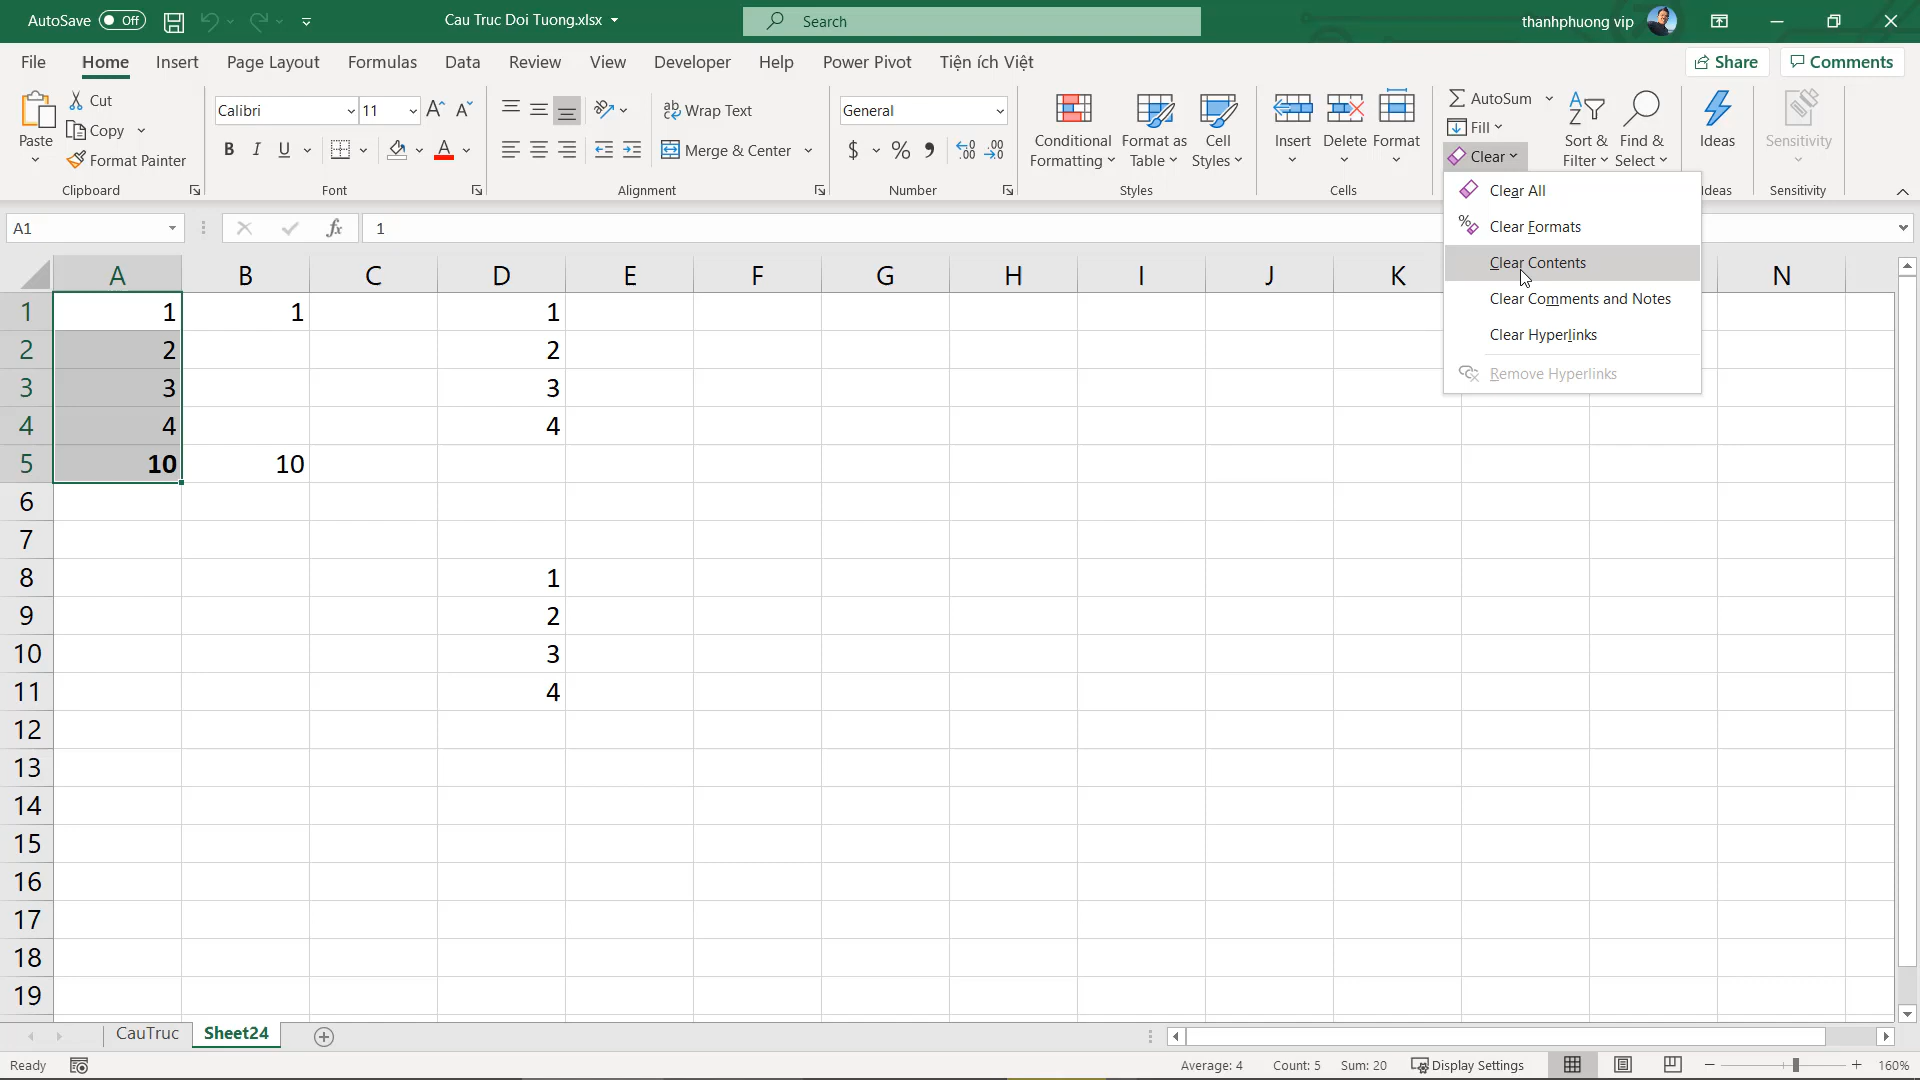 AutoSave Off Cau Truc Doi Tuong.xlsx Search thanhphuong vip
File Home Insert Page Layout Formulas Data Review View Developer Help Power Pivot Tiện ích Việt Share Comments
Paste
Cut
Copy
Format Painter
Clipboard
Calibri 11
B I U
Font
Wrap Text
Merge & Center
Alignment
General
$ % 9
Number
Conditional Formatting
Format as Table
Cell Styles
Styles
Insert Delete Format
Cells
AutoSum
Fill
Clear
Sort & Filter
Find & Select
Ideas
Ideas
Sensitivity
Sensitivity
Clear All
Clear Formats
Clear Contents
Clear Comments and Notes
Clear Hyperlinks
Remove Hyperlinks
A1 fx 1
A B C D E F G H I J K N
1 1 1 1
2 2 2
3 3 3
4 4 4
5 10 10
6
7
8 1
9 2
10 3
11 4
12
13
14
15
16
17
18
19
CauTruc Sheet24
Ready Average: 4 Count: 5 Sum: 20 Display Settings 160%